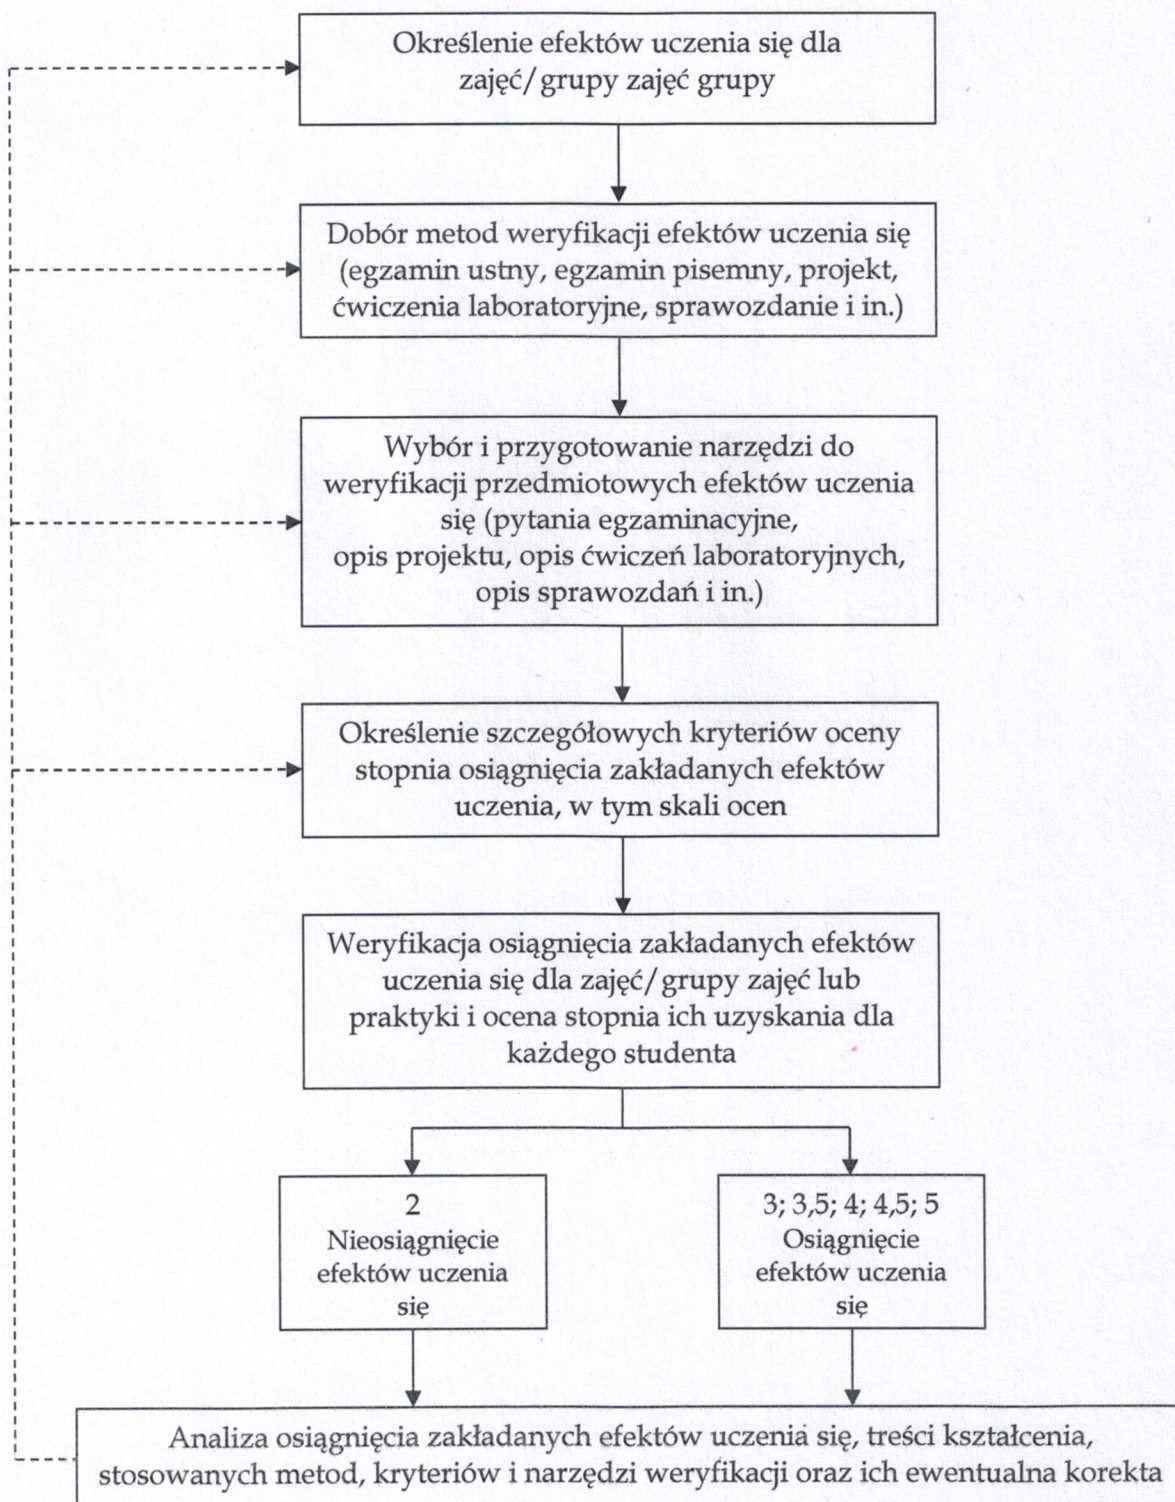 Określenie efektów uczenia się dla
zajęć/grupy zajęć grupy
Dobór metod weryfikacji efektów uczenia się
(egzamin ustny, egzamin pisemny, projekt,
ćwiczenia laboratoryjne, sprawozdanie i in.)
Wybór i przygotowanie narzędzi do
weryfikacji przedmiotowych efektów uczenia
się (pytania egzaminacyjne,
opis projektu, opis ćwiczeń laboratoryjnych,
opis sprawozdań i in.)
Określenie szczegółowych kryteriów oceny
stopnia osiągnięcia zakładanych efektów
uczenia, w tym skali ocen
Weryfikacja osiągnięcia zakładanych efektów
uczenia się dla zajęć/grupy zajęć lub
praktyki i ocena stopnia ich uzyskania dla
każdego studenta
2
Nieosiągnięcie
efektów uczenia
się
3; 3,5; 4; 4,5; 5
Osiągnięcie
efektów uczenia
się
Analiza osiągnięcia zakładanych efektów uczenia się, treści kształcenia,
stosowanych metod, kryteriów i narzędzi weryfikacji oraz ich ewentualna korekta